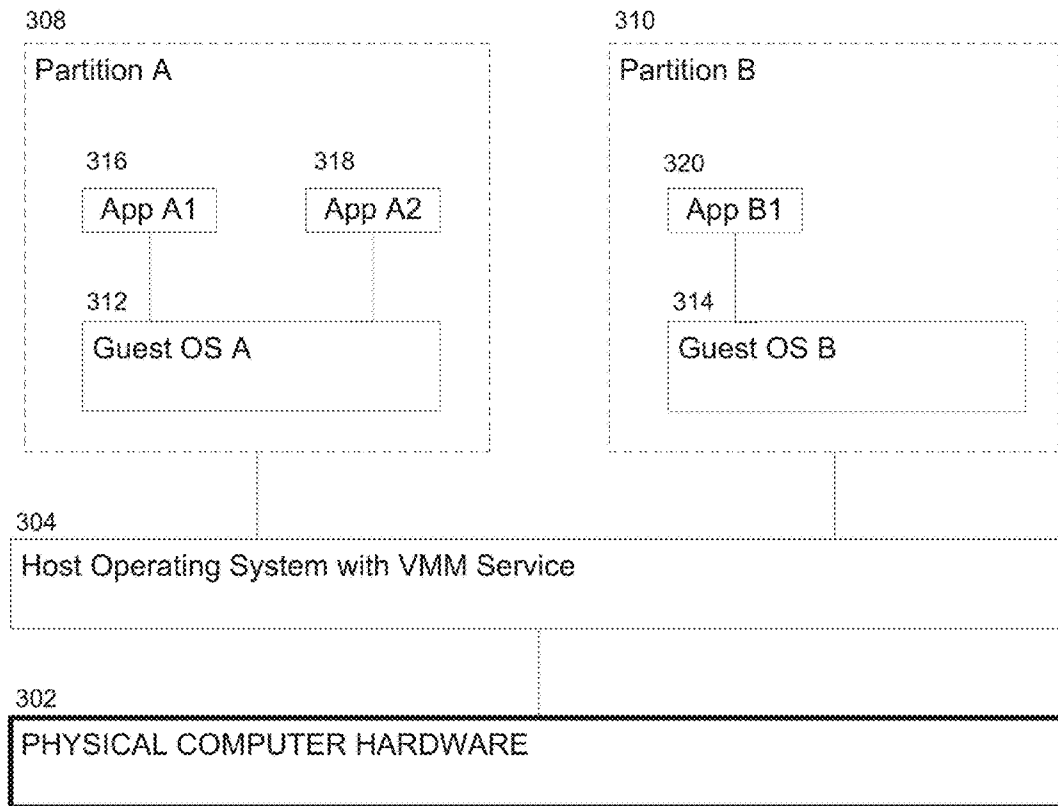 308
310
Partition A
Partition B
316
318
320
App A1
App A2
App B1
312
314
Guest OS A
Guest OS B
304
Host Operating System with VMM Service
302
PHYSICAL COMPUTER HARDWARE